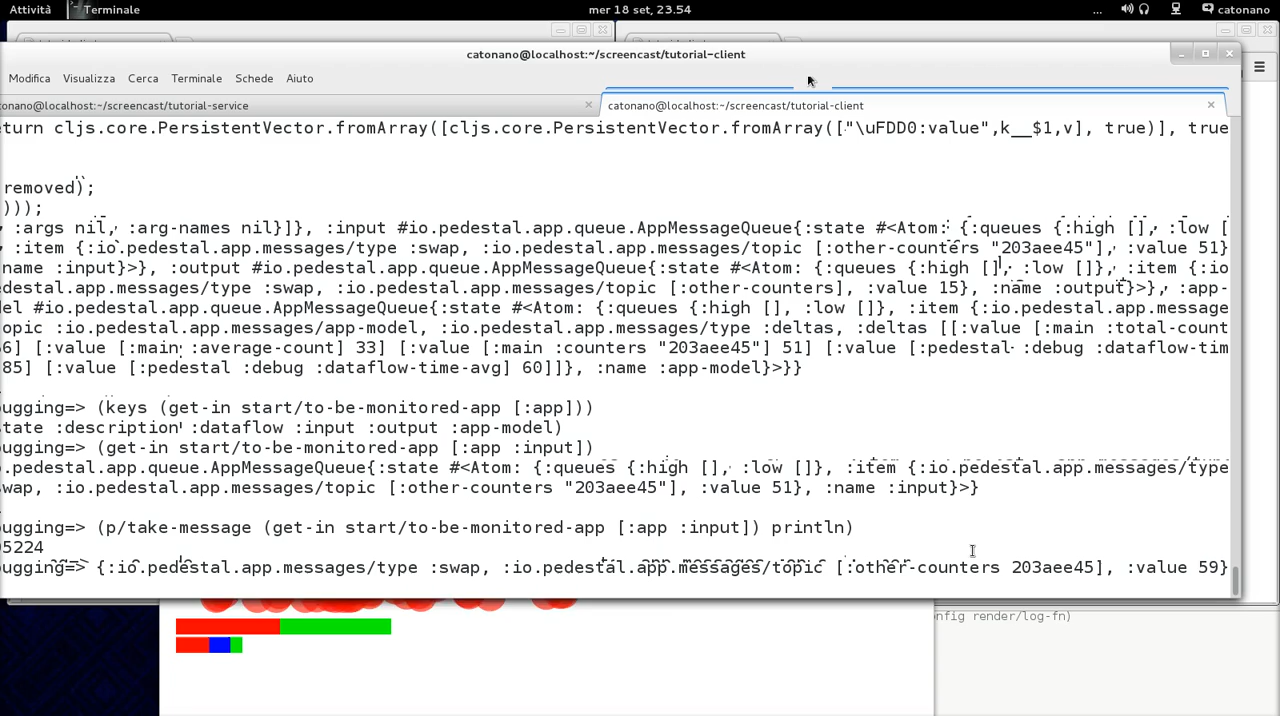 Attività Terminale mer 18 set, 23.54 ... catonano
catonano@localhost:~/screencast/tutorial-client
Modifica Visualizza Cerca Terminale Schede Aiuto
onano@localhost:~/screencast/tutorial-service × catonano@localhost:~/screencast/tutorial-client ×
eturn cljs.core.PersistentVector.fromArray([cljs.core.PersistentVector.fromArray(["\uFDD0:value",k__$1,v], true)], true
removed);
)));
, :args nil, :arg-names nil}]}, :input #io.pedestal.app.queue.AppMessageQueue{:state #<Atom: {:queues {:high [], :low [
, :item {:io.pedestal.app.messages/type :swap, :io.pedestal.app.messages/topic [:other-counters "203aee45"], :value 51}
name :input}>}, :output #io.pedestal.app.queue.AppMessageQueue{:state #<Atom: {:queues {:high [], :low []}, :item {:io
edestal.app.messages/type :swap, :io.pedestal.app.messages/topic [:other-counters], :value 15}, :name :output}>}, :app-
del #io.pedestal.app.queue.AppMessageQueue{:state #<Atom: {:queues {:high [], :low []}, :item {:io.pedestal.app.message
opic :io.pedestal.app.messages/app-model, :io.pedestal.app.messages/type :deltas, :deltas [[:value [:main :total-count
66] [:value [:main :average-count] 33] [:value [:main :counters "203aee45"] 51] [:value [:pedestal :debug :dataflow-tim
85] [:value [:pedestal :debug :dataflow-time-avg] 60]]}, :name :app-model}>}}
ougging=> (keys (get-in start/to-be-monitored-app [:app]))
state :description :dataflow :input :output :app-model)
ougging=> (get-in start/to-be-monitored-app [:app :input])
o.pedestal.app.queue.AppMessageQueue{:state #<Atom: {:queues {:high [], :low []}, :item {:io.pedestal.app.messages/type
swap, :io.pedestal.app.messages/topic [:other-counters "203aee45"], :value 51}, :name :input}>}
ougging=> (p/take-message (get-in start/to-be-monitored-app [:app :input]) println)
05224
ougging=> {:io.pedestal.app.messages/type :swap, :io.pedestal.app.messages/topic [:other-counters 203aee45], :value 59}
nfig render/log-fn)